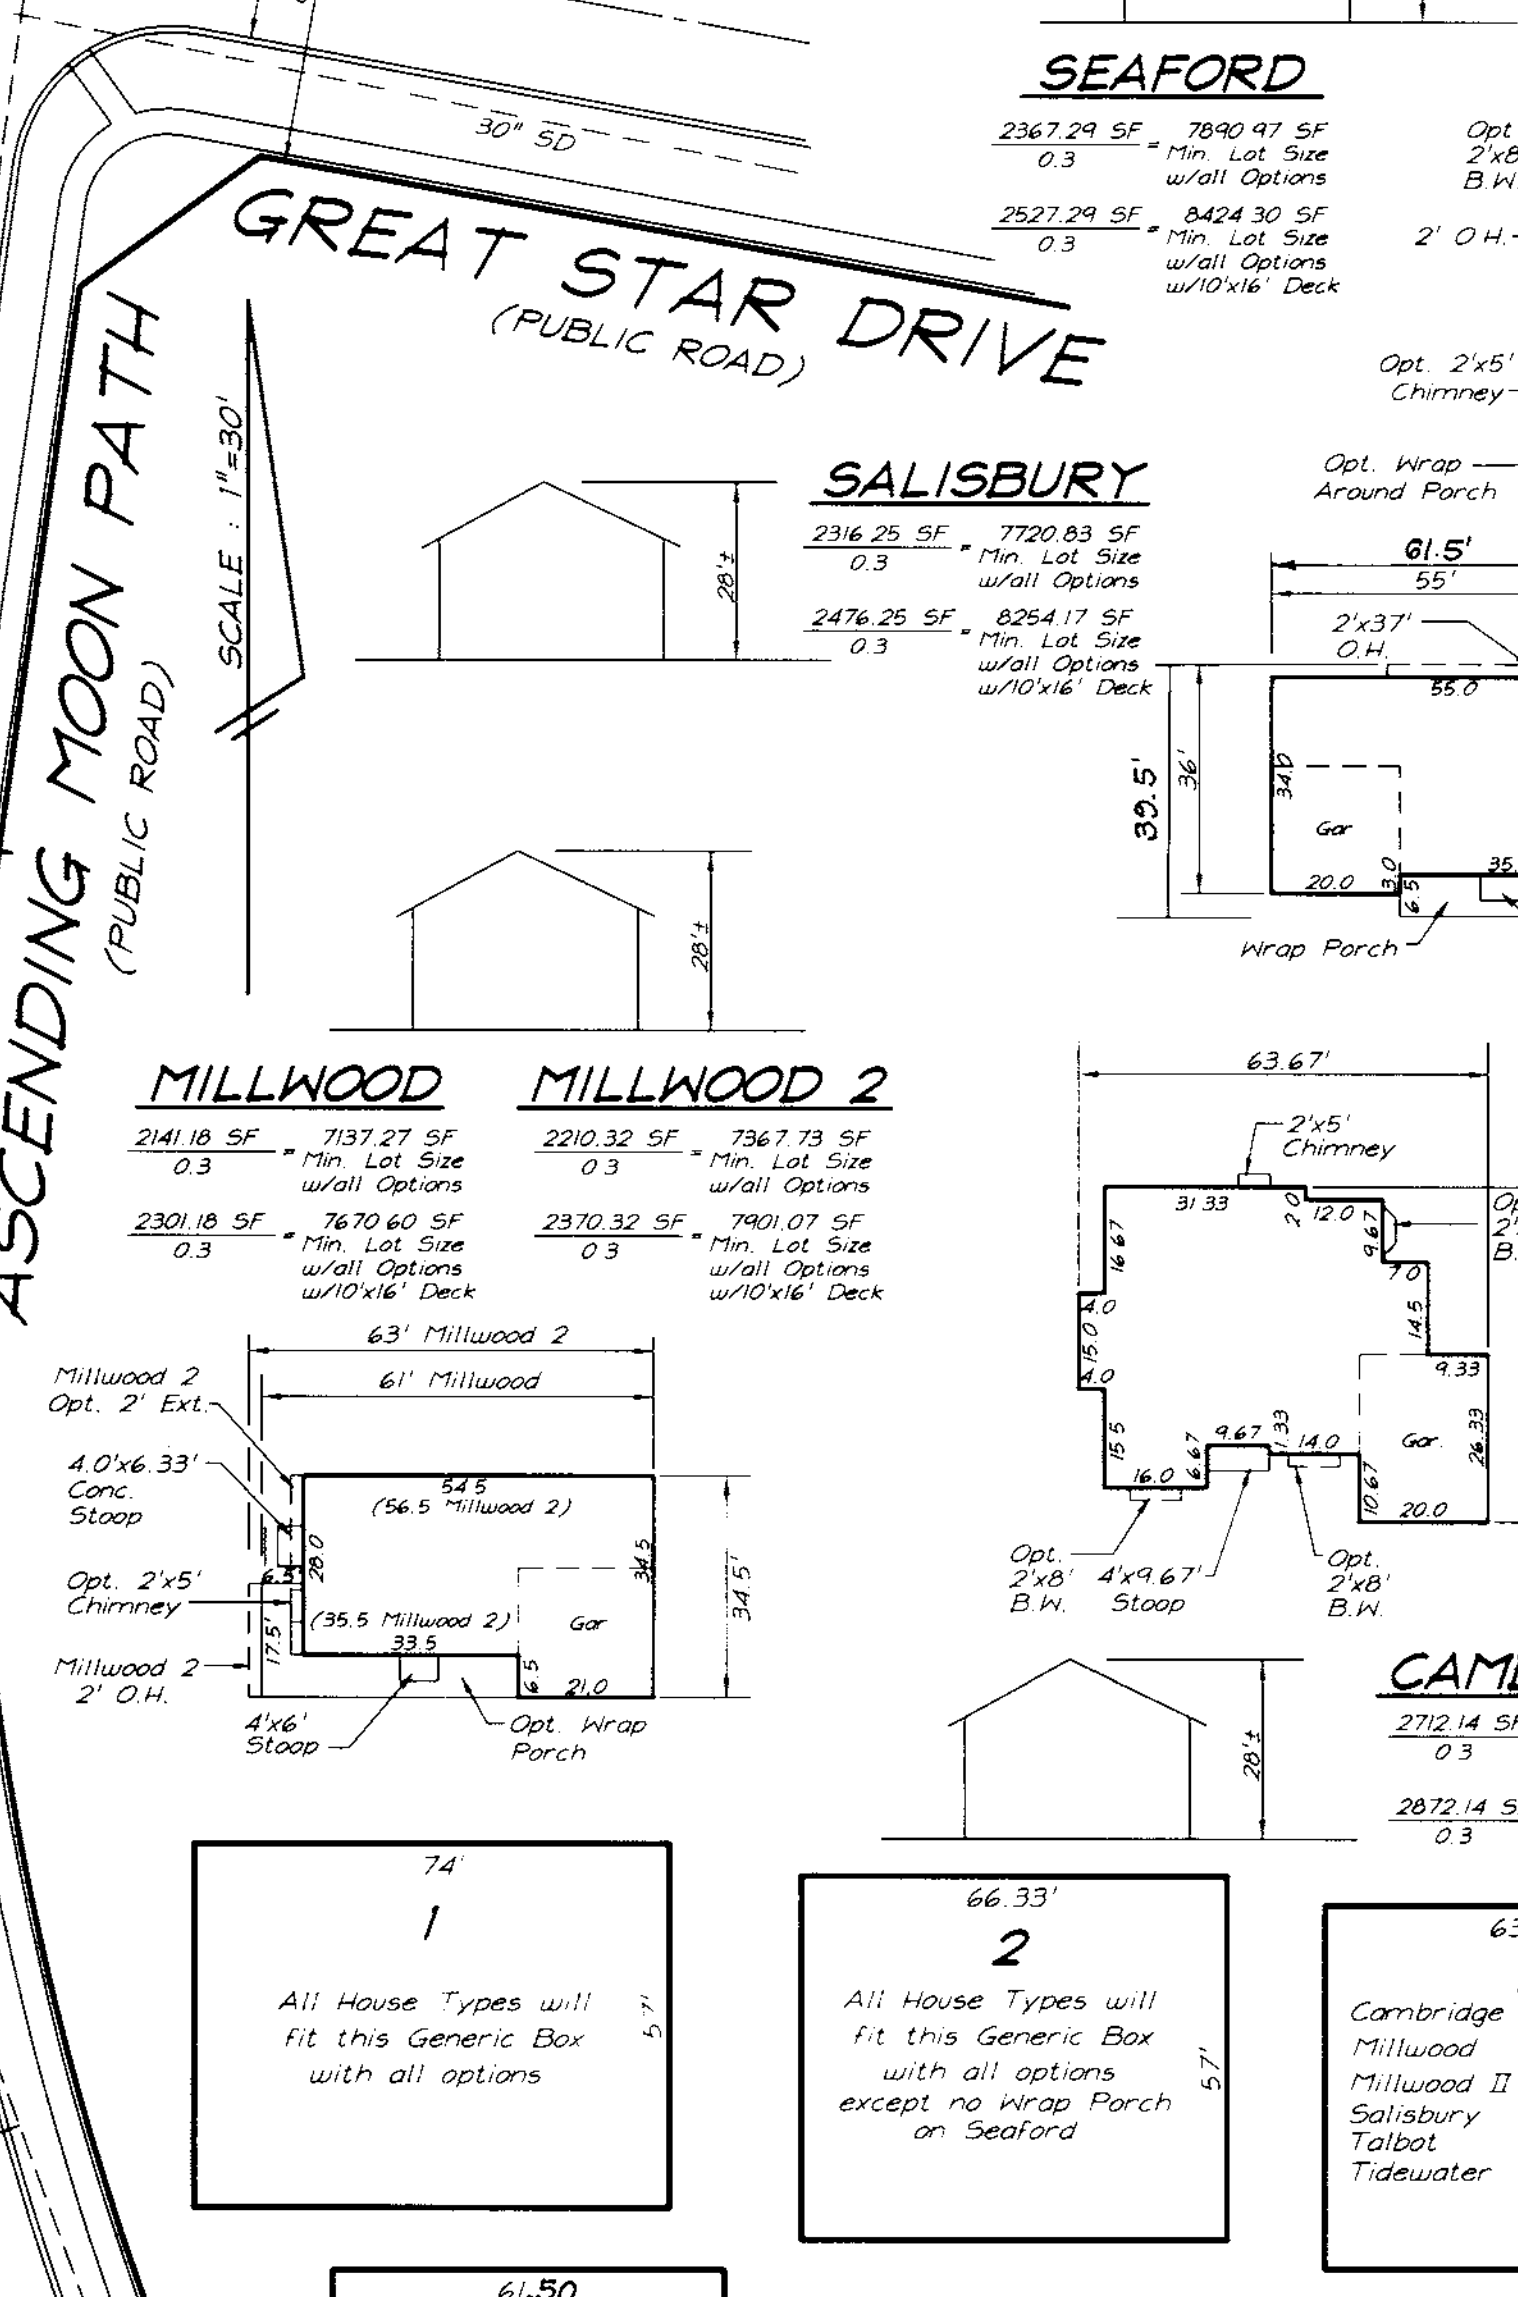 30" SD
GREAT STAR DRIVE
(PUBLIC ROAD)
ASCENDING MOON PATH
(PUBLIC ROAD)
SCALE : 1"=30'
SEAFORD
2367.29 SF
0.3
= 7890 97 SF
Min. Lot Size
w/all Options
2527.29 SF
0.3
= 8424 30 SF
Min. Lot Size
w/all Options
w/10'x16' Deck
Opt
B.W.
2' O H.
Opt. 2'x5'
Chimney
Opt. Wrap
Around Porch
28'±
SALISBURY
2316 25 SF
0.3
= 7720.83 SF
Min. Lot Size
w/all Options
2476.25 SF
0.3
= 8254.17 SF
Min. Lot Size
w/all Options
w/10'x16' Deck
61.5'
55'
2'x37'
O.H.
55.0
39.5'
36'
34.0
Gar
20.0
3.0
6.5
35.
Wrap Porch
28'±
MILLWOOD
2141.18 SF
0.3
= 7137.27 SF
Min. Lot Size
w/all Options
2301.18 SF
0.3
= 7670 60 SF
Min. Lot Size
w/all Options
w/10'x16' Deck
MILLWOOD 2
2210.32 SF
0 3
= 7367.73 SF
Min. Lot Size
w/all Options
2370.32 SF
0 3
= 7901.07 SF
Min. Lot Size
w/all Options
w/10'x16' Deck
63' Millwood 2
61' Millwood
Millwood 2
Opt. 2' Ext.
4.0'x6.33'
Conc.
Stoop
Opt. 2'x5'
Chimney
Millwood 2
2' O.H.
54 5
(56.5 Millwood 2)
28.0
6.5'
17.5'
(35.5 Millwood 2)
33.5
Gar
34.5
34.5'
6.5
21.0
4'x6'
Stoop
Opt. Wrap
Porch
63.67'
2'x5'
Chimney
31 33
2 0
12.0
9.67
7 0
14.5
9.33
16 67
4.0
15.0
4.0
15 5
16.0
6.67
9.67
1.33
14.0
10.67
Gar.
26.33
20.0
Opt.
2'x8'
B.W.
4'x9.67'
Stoop
Opt.
2'x8'
B.W.
28'±
2712.14 SF
0 3
2872.14 S
0.3
74'
1
All House Types will
fit this Generic Box
with all options
57'
66.33'
2
All House Types will
fit this Generic Box
with all options
except no Wrap Porch
on Seaford
57'
63
Cambridge
Millwood
Millwood II
Salisbury
Talbot
Tidewater
61.50